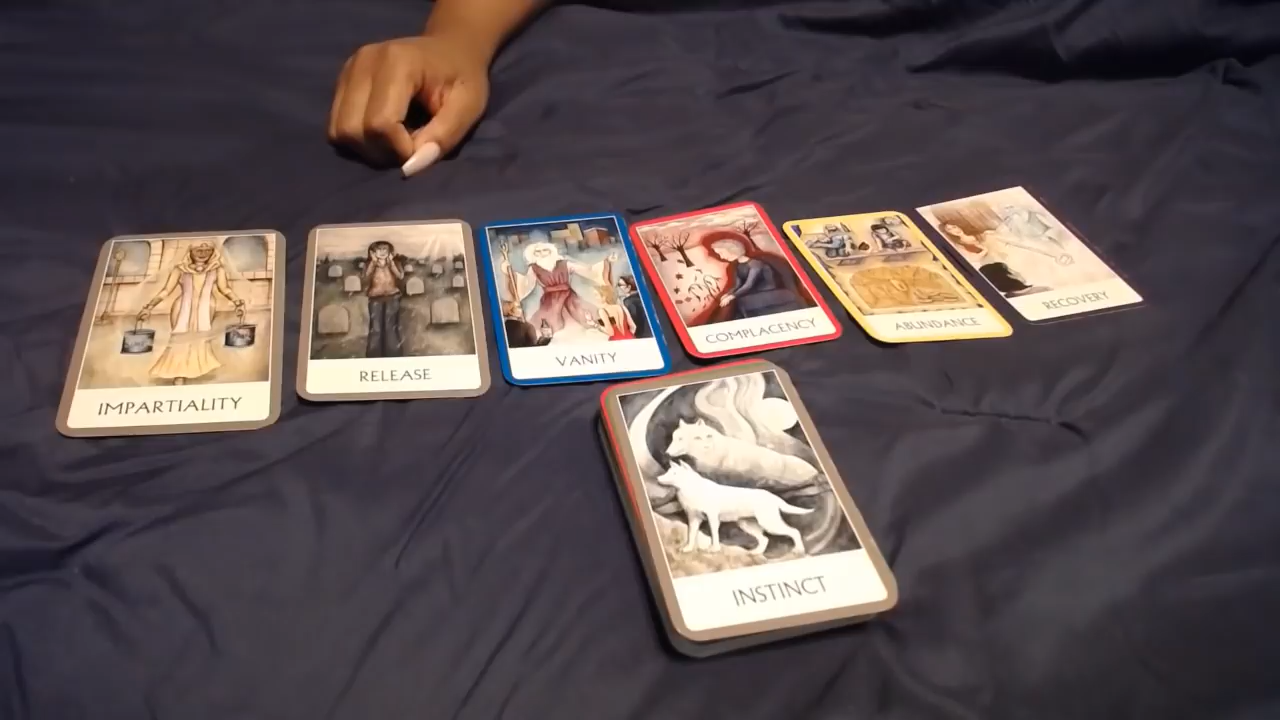 IMPARTIALITY
RELEASE
VANITY
COMPLACENCY
ABUNDANCE
RECOVERY
INSTINCT